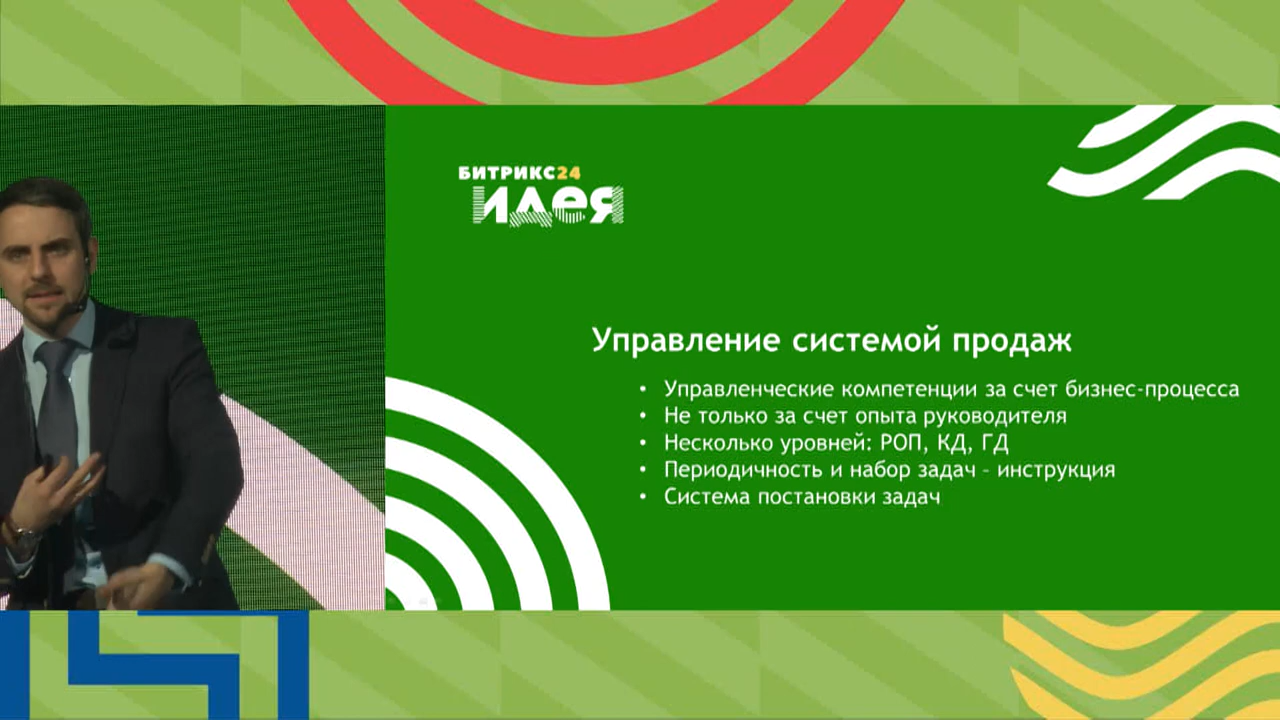 БИТРИКС24
идея
Управление системой продаж
• Управленческие компетенции за счет бизнес-процесса
• Не только за счет опыта руководителя
• Несколько уровней: РОП, КД, ГД
• Периодичность и набор задач – инструкция
• Система постановки задач